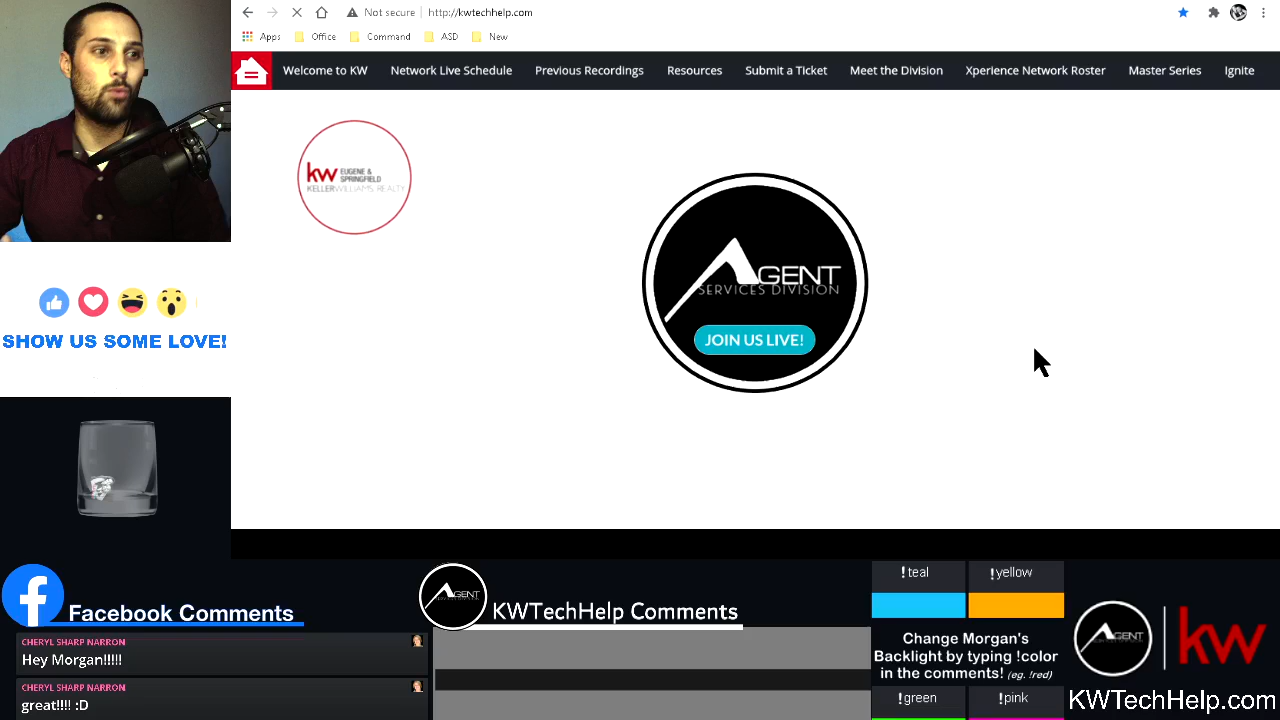 Not secure
http://kwtechhelp.com
Apps
Office
Command
ASD
New
Welcome to KW
Network Live Schedule
Previous Recordings
Resources
Submit a Ticket
Meet the Division
Xperience Network Roster
Master Series
Ignite
kw EUGENE &
SPRINGFIELD
KELLERWILLIAMS REALTY
AGENT
SERVICES DIVISION
JOIN US LIVE!
SHOW US SOME LOVE!
Facebook Comments
CHERYL SHARP NARRON
Hey Morgan!!!!!
CHERYL SHARP NARRON
great!!!! :D
KWTechHelp Comments
!teal
!yellow
Change Morgan's
Backlight by typing !color
in the comments! (eg. !red)
!green
!pink
kw
KWTechHelp.com